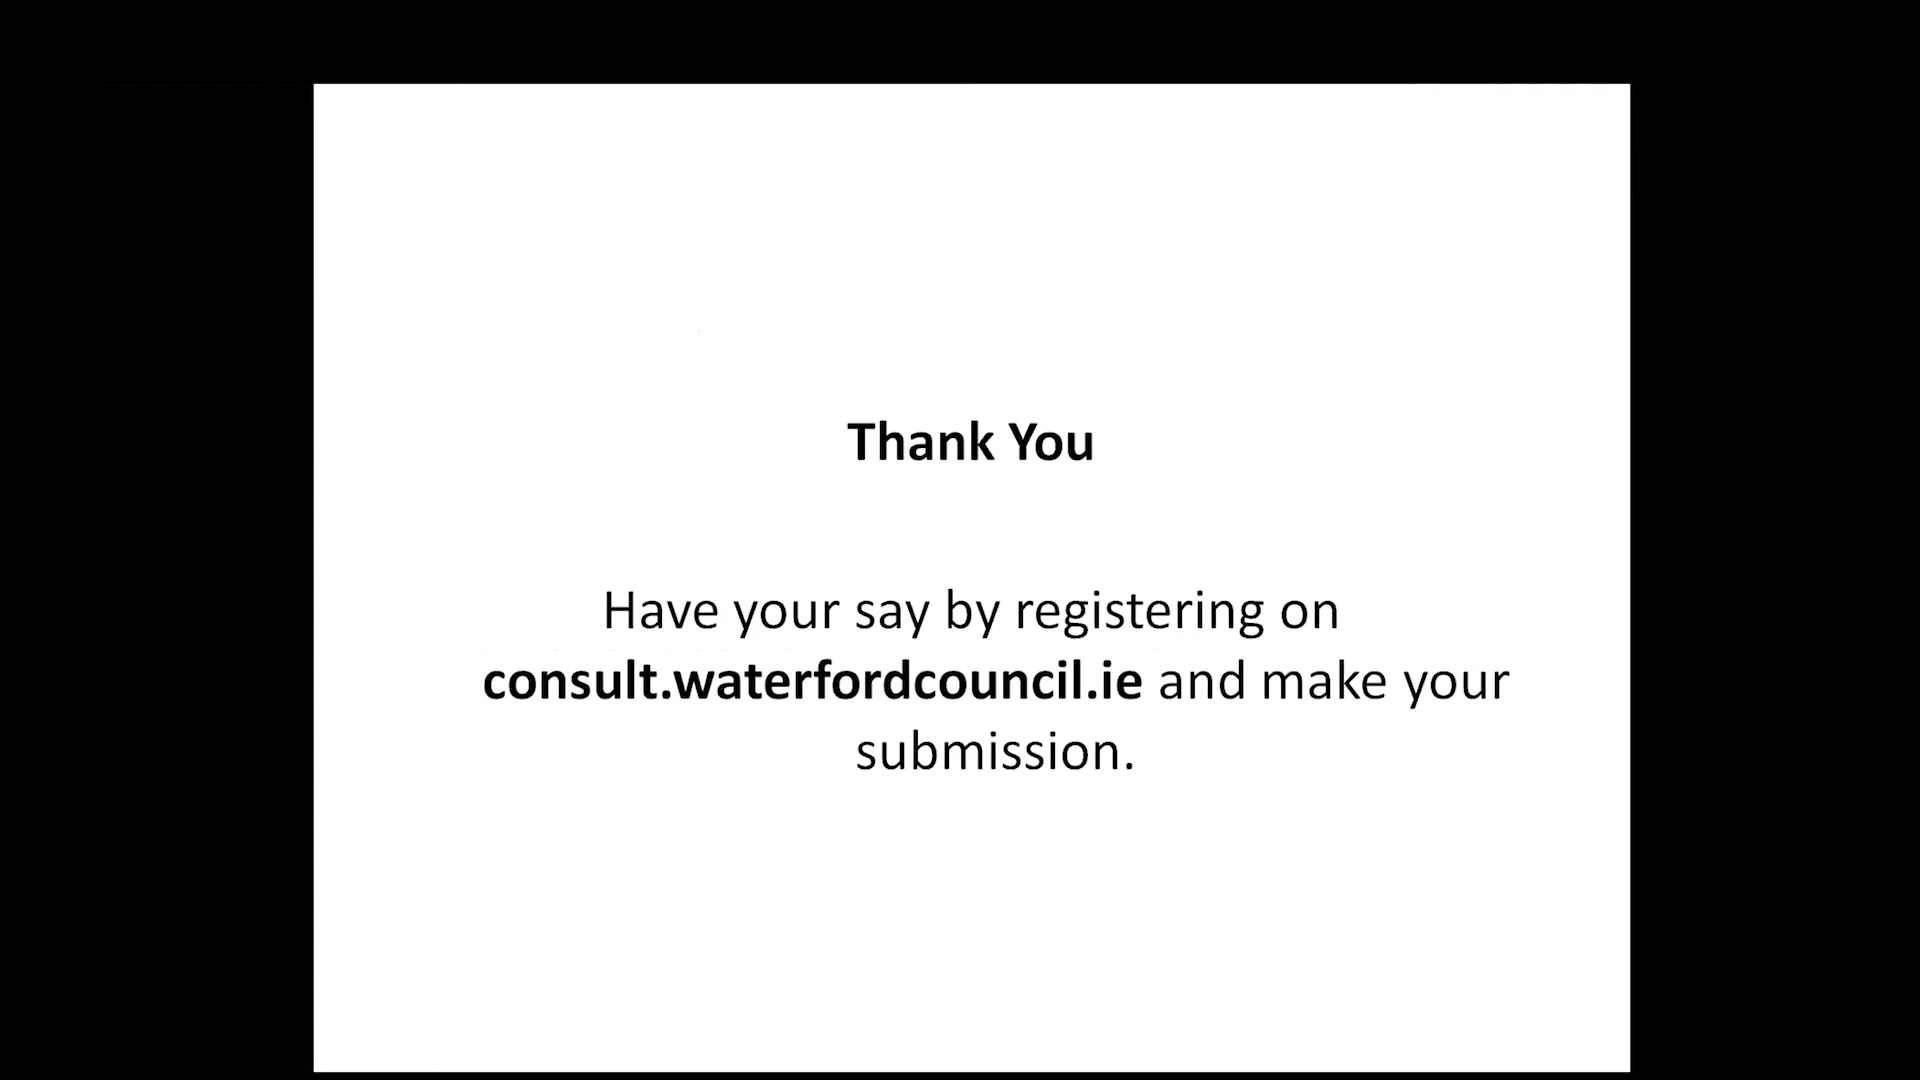 Thank You
Have your say by registering on
consult.waterfordcouncil.ie and make your
submission.